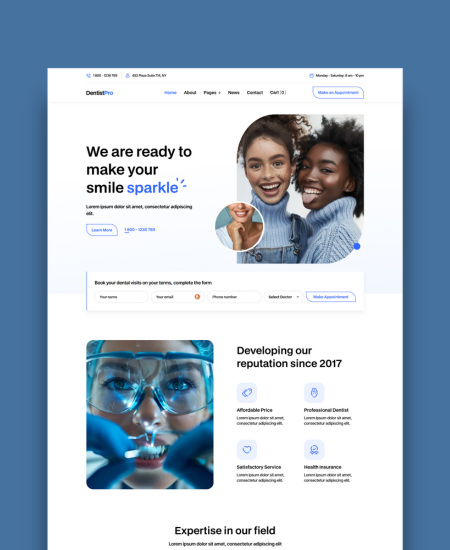 1 800 - 1236 789
492 Plaza Suite 716, NY
Monday - Saturday, 8 am - 10 pm
DentistPro
Home
About
Pages
News
Contact
Cart [0]
Make an Appointment
We are ready to
make your
smile sparkle
Lorem ipsum dolor sit amet, consectetur adipiscing
elit.
Learn More
1 800 - 1236 789
Book your dental visits on your terms, complete the form
Your name
Your email
Phone number
Select Doctor
Make Appointment
Developing our
reputation since 2017
Affordable Price
Lorem ipsum dolor sit amet,
consectetur adipiscing elit.
Professional Dentist
Lorem ipsum dolor sit amet,
consectetur adipiscing elit.
Satisfactory Service
Lorem ipsum dolor sit amet,
consectetur adipiscing elit.
Health Insurance
Lorem ipsum dolor sit amet,
consectetur adipiscing elit.
Expertise in our field
Lorem ipsum dolor sit amet, consectetur adipiscing elit